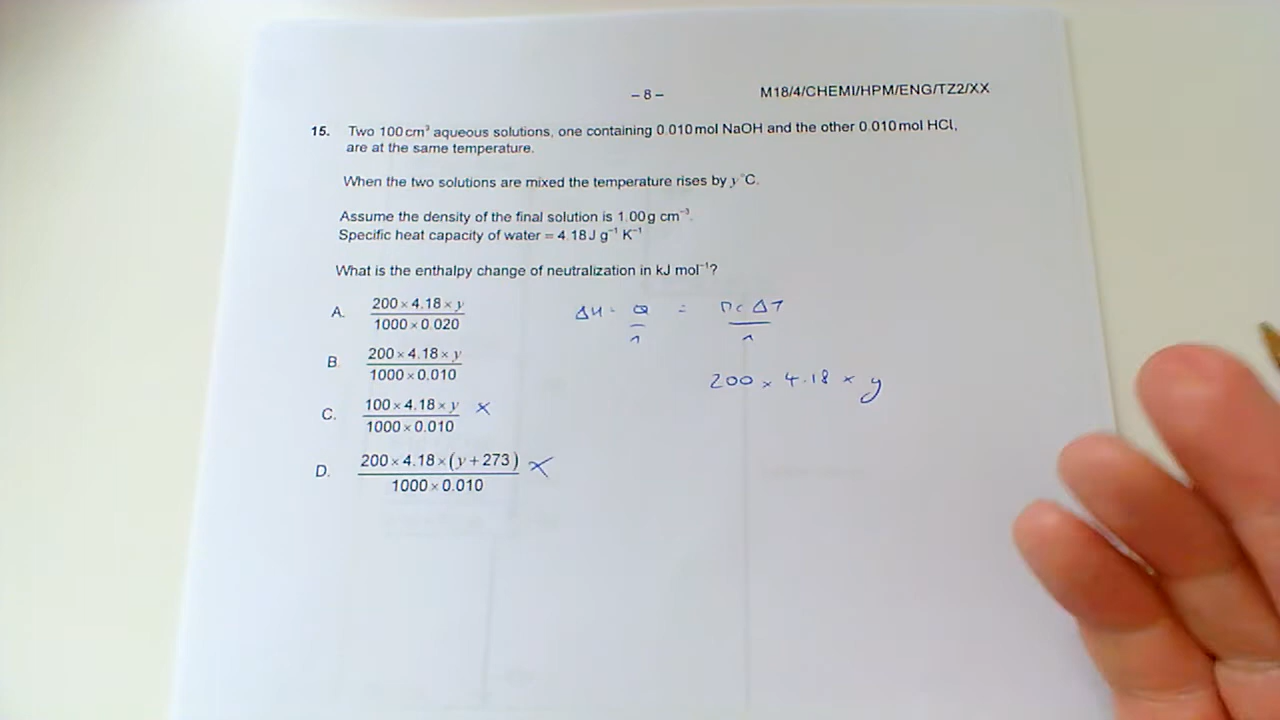 – 8 –
M18/4/CHEMI/HPM/ENG/TZ2/XX
15. Two 100 cm³ aqueous solutions, one containing 0.010 mol NaOH and the other 0.010 mol HCl,
are at the same temperature.
When the two solutions are mixed the temperature rises by y °C.
Assume the density of the final solution is 1.00 g cm⁻³.
Specific heat capacity of water = 4.18 J g⁻¹ K⁻¹
What is the enthalpy change of neutralization in kJ mol⁻¹?
A. 200 × 4.18 × y
1000 × 0.020
B. 200 × 4.18 × y
1000 × 0.010
C. 100 × 4.18 × y ×
1000 × 0.010
D. 200 × 4.18 × (y + 273) ×
1000 × 0.010
ΔH = Q = mcΔT
n n
200 × 4.18 × y